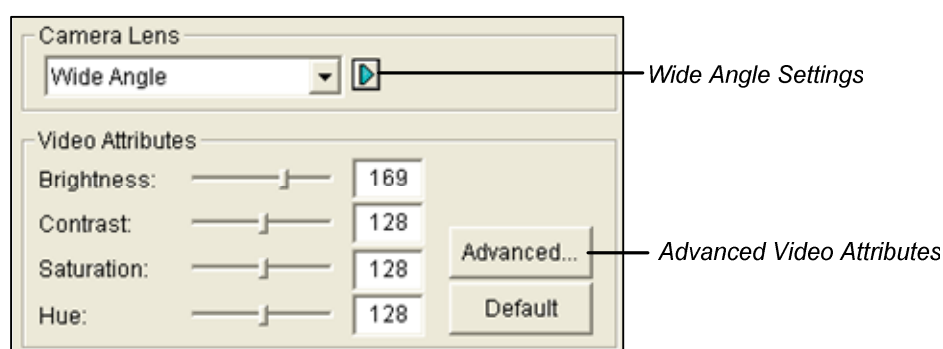 Camera Lens
Wide Angle
Wide Angle Settings
Video Attributes
Brightness: 169
Contrast: 128
Saturation: 128
Advanced...
Advanced Video Attributes
Hue: 128
Default